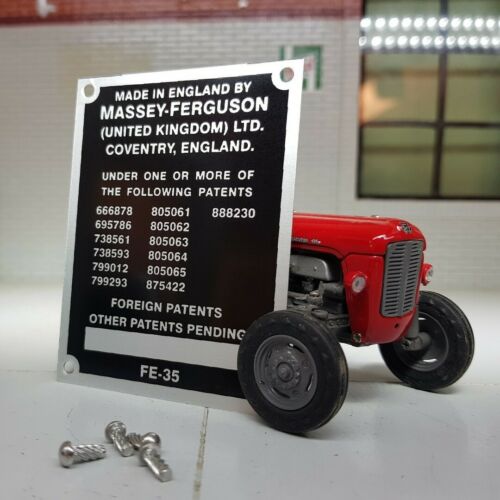 MADE IN ENGLAND BY
MASSEY-FERGUSON
(UNITED KINGDOM) LTD.
COVENTRY, ENGLAND.
UNDER ONE OR MORE OF
THE FOLLOWING PATENTS
666878 805061 888230
695786 805062
738561 805063
738593 805064
799012 805065
799293 875422
FOREIGN PATENTS
OTHER PATENTS PENDING
FE-35